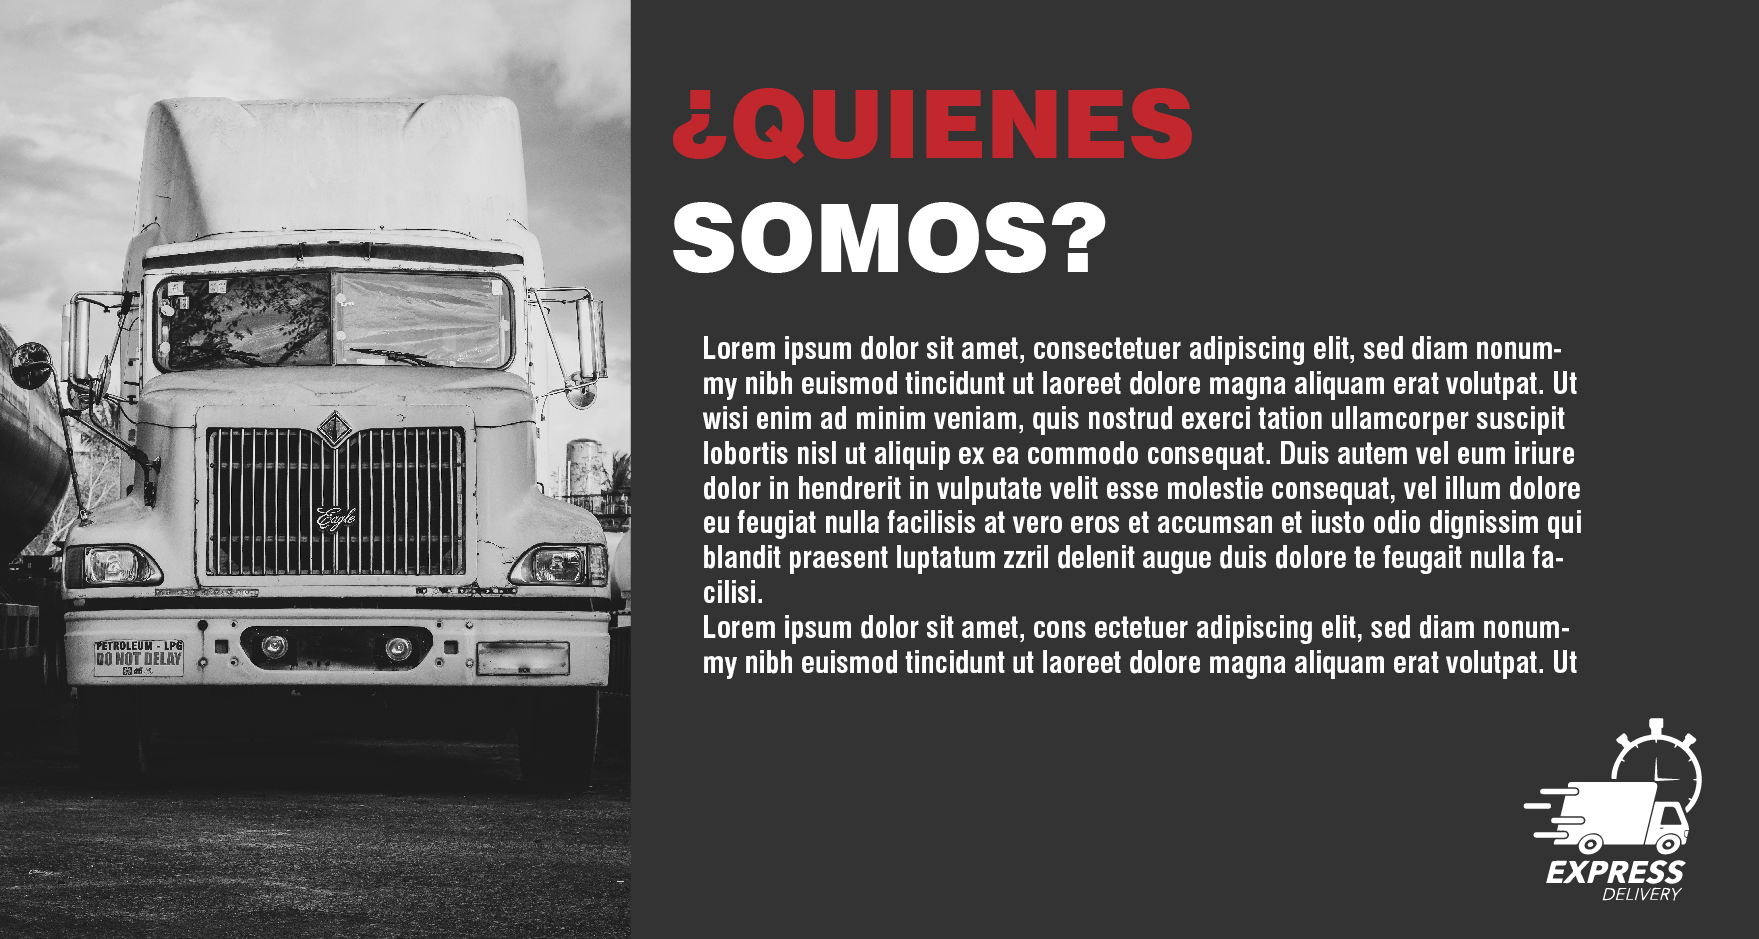 ¿QUIENES
SOMOS?
Lorem ipsum dolor sit amet, consectetuer adipiscing elit, sed diam nonum-
my nibh euismod tincidunt ut laoreet dolore magna aliquam erat volutpat. Ut
wisi enim ad minim veniam, quis nostrud exerci tation ullamcorper suscipit
lobortis nisl ut aliquip ex ea commodo consequat. Duis autem vel eum iriure
dolor in hendrerit in vulputate velit esse molestie consequat, vel illum dolore
eu feugiat nulla facilisis at vero eros et accumsan et iusto odio dignissim qui
blandit praesent luptatum zzril delenit augue duis dolore te feugait nulla fa-
cilisi.
Lorem ipsum dolor sit amet, cons ectetuer adipiscing elit, sed diam nonum-
my nibh euismod tincidunt ut laoreet dolore magna aliquam erat volutpat. Ut
Eagle
PETROLEUM - LPG
DO NOT DELAY
EXPRESS
DELIVERY